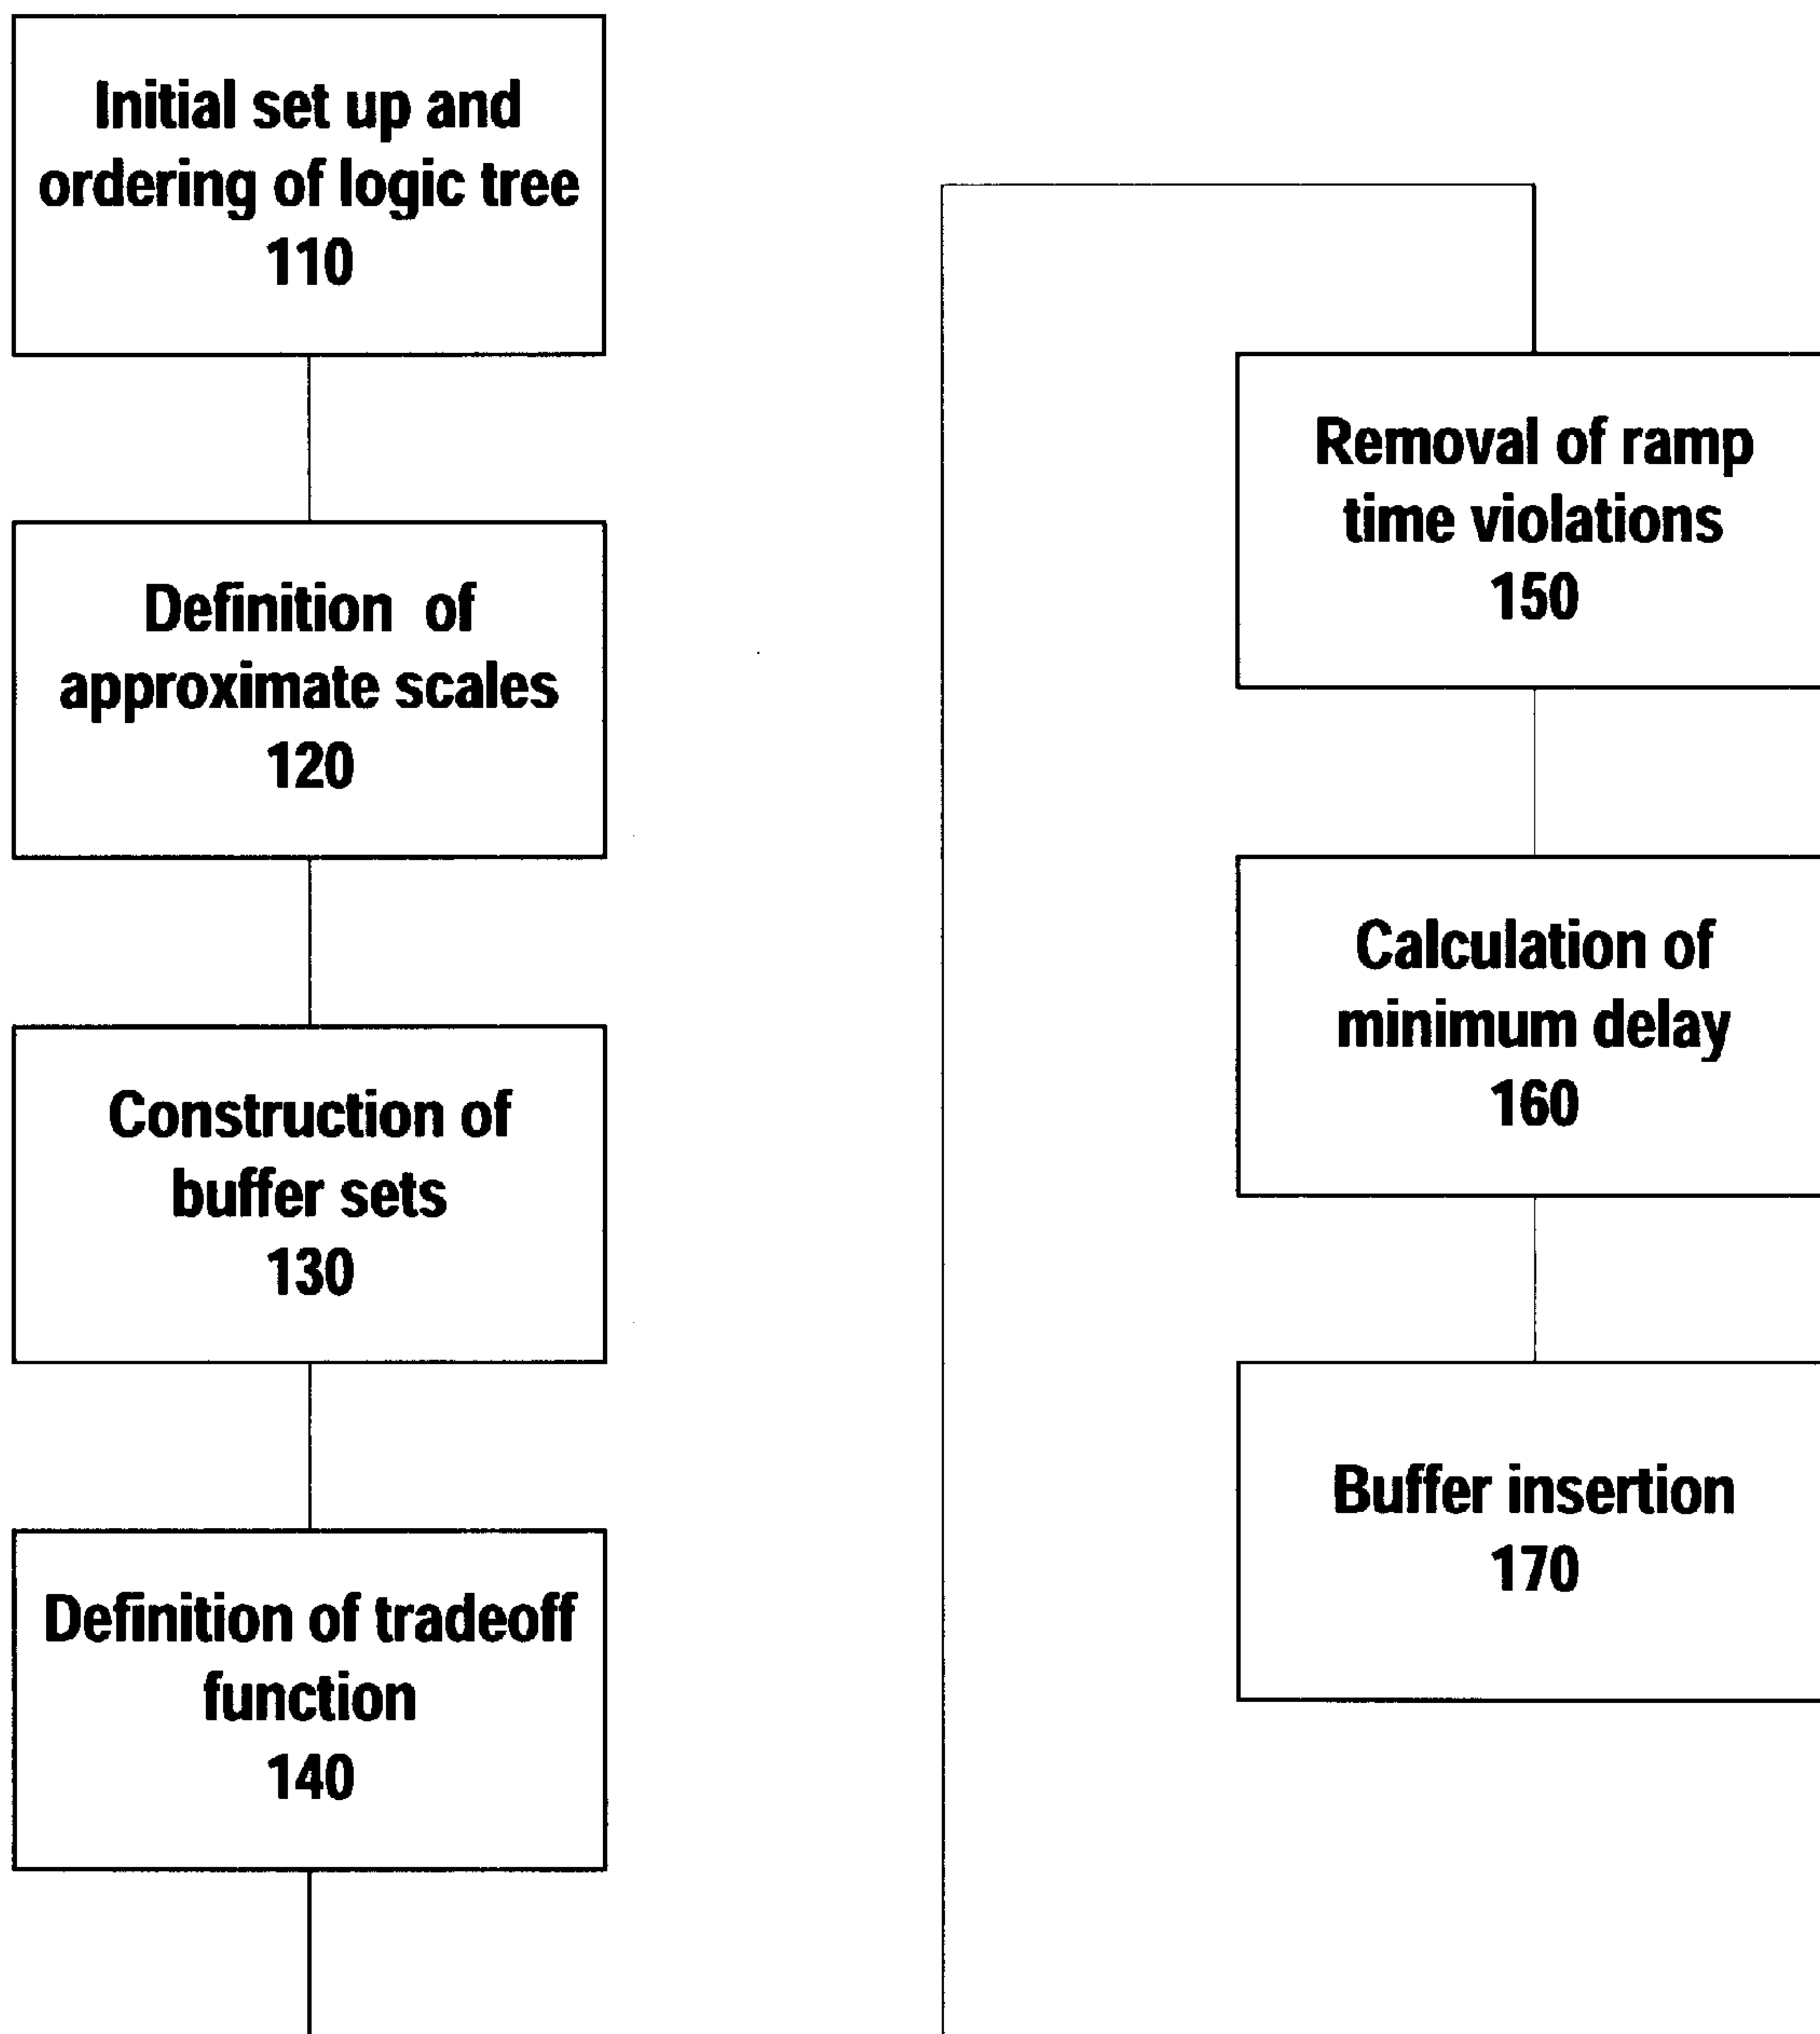 Initial set up and
ordering of logic tree
110
Definition of
approximate scales
120
Construction of
buffer sets
130
Definition of tradeoff
function
140
Removal of ramp
time violations
150
Calculation of
minimum delay
160
Buffer insertion
170